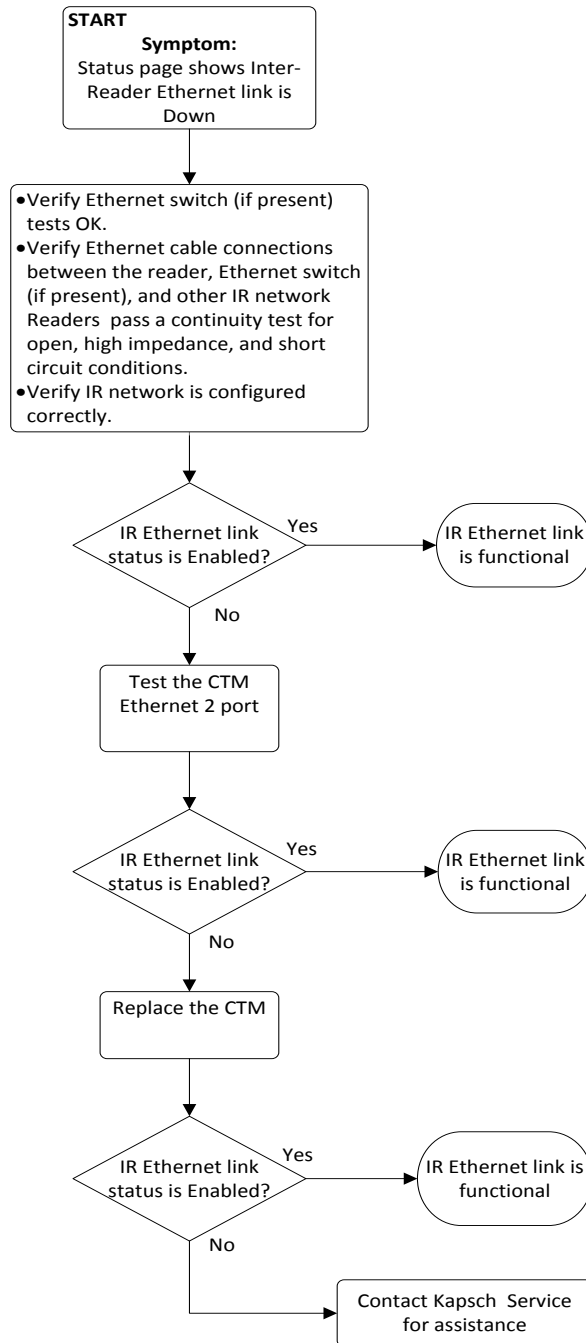 START
Symptom:
Status page shows Inter-
Reader Ethernet link is
Down
•Verify Ethernet switch (if present)
tests OK.
•Verify Ethernet cable connections
between the reader, Ethernet switch
(if present), and other IR network
Readers pass a continuity test for
open, high impedance, and short
circuit conditions.
•Verify IR network is configured
correctly.
IR Ethernet link
status is Enabled?
Yes
IR Ethernet link
is functional
No
Test the CTM
Ethernet 2 port
IR Ethernet link
status is Enabled?
Yes
IR Ethernet link
is functional
No
Replace the CTM
IR Ethernet link
status is Enabled?
Yes
IR Ethernet link is
functional
No
Contact Kapsch Service
for assistance